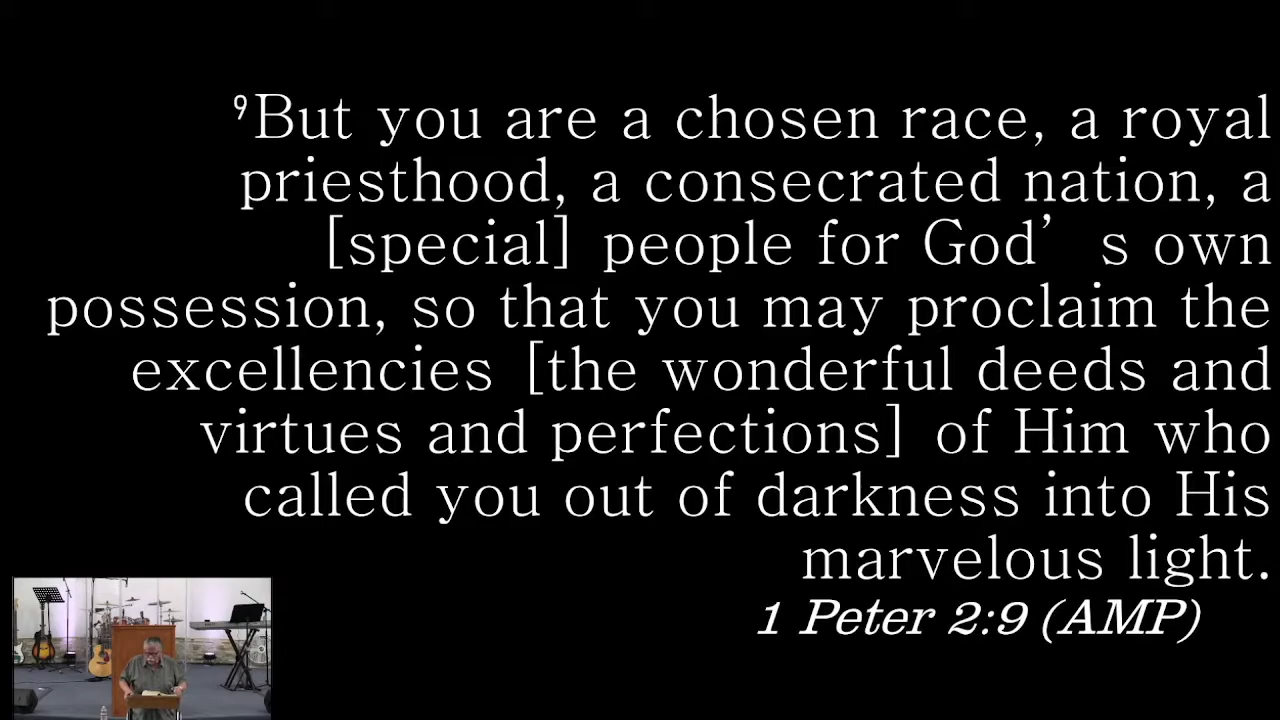 ⁹But you are a chosen race, a royal
priesthood, a consecrated nation, a
[special] people for God’s own
possession, so that you may proclaim the
excellencies [the wonderful deeds and
virtues and perfections] of Him who
called you out of darkness into His
marvelous light.
1 Peter 2:9 (AMP)